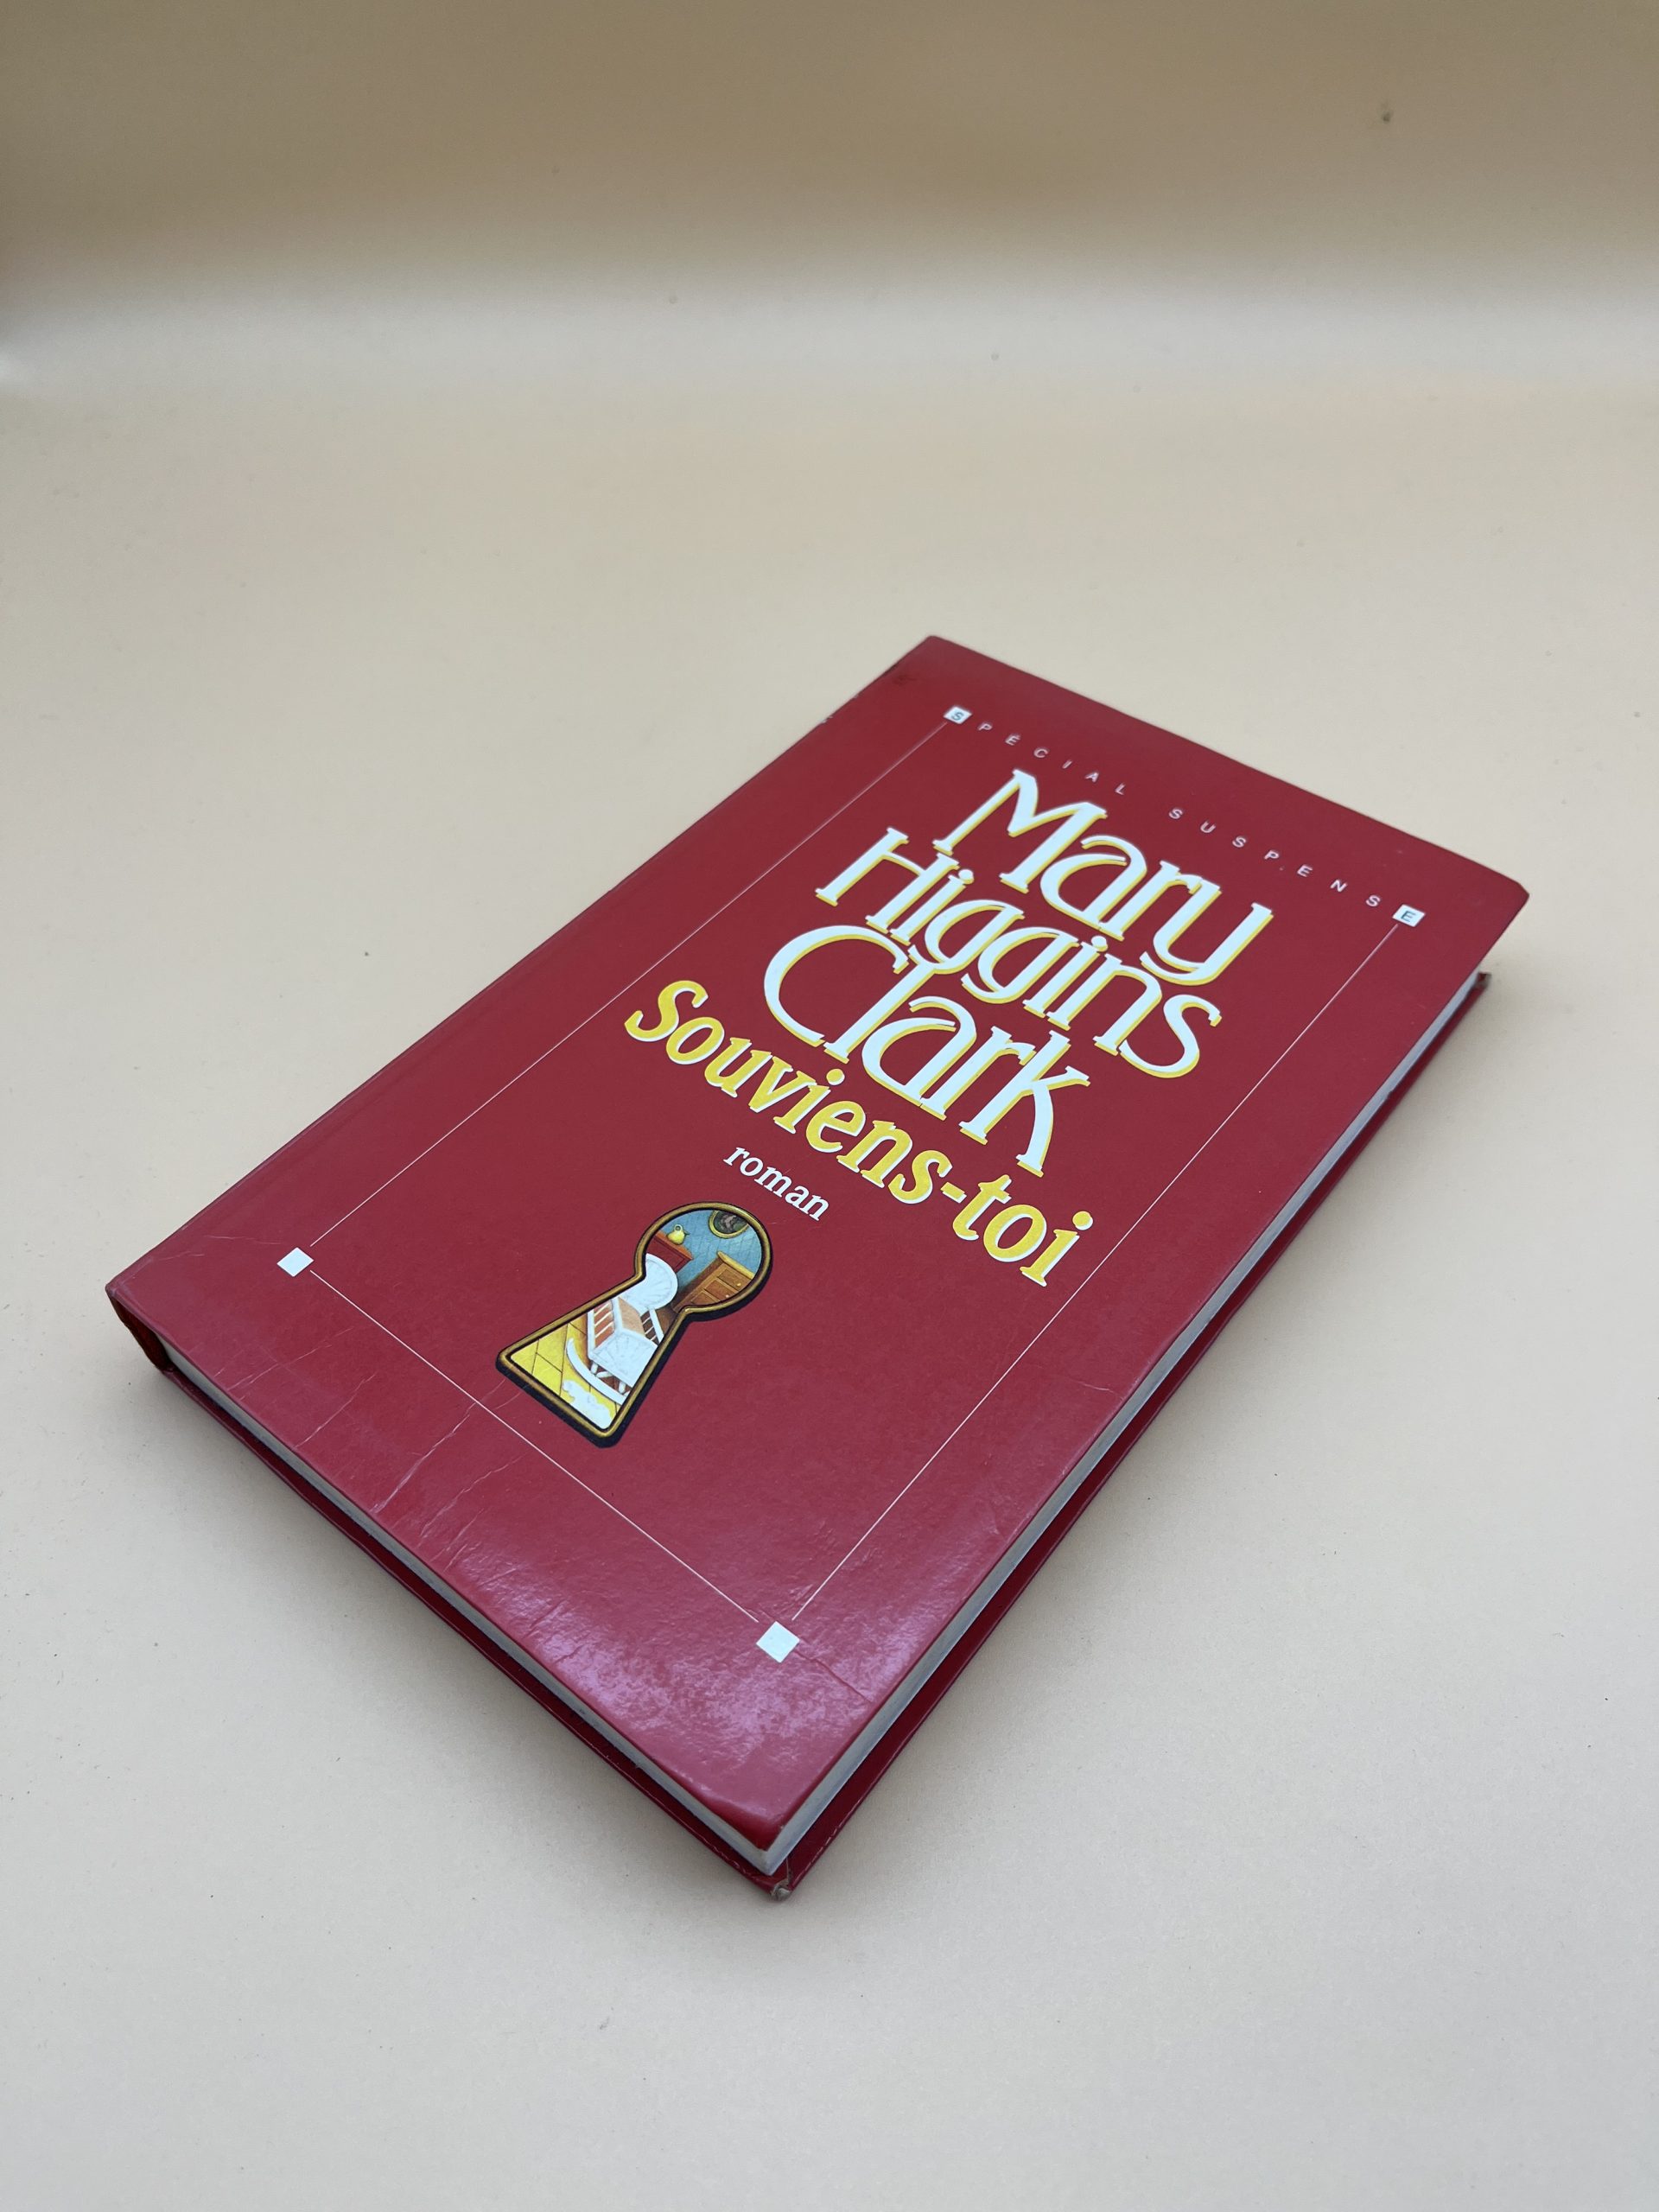 SPÉCIAL SUSPENSE
Mary
Higgins
Clark
Souviens-toi
roman